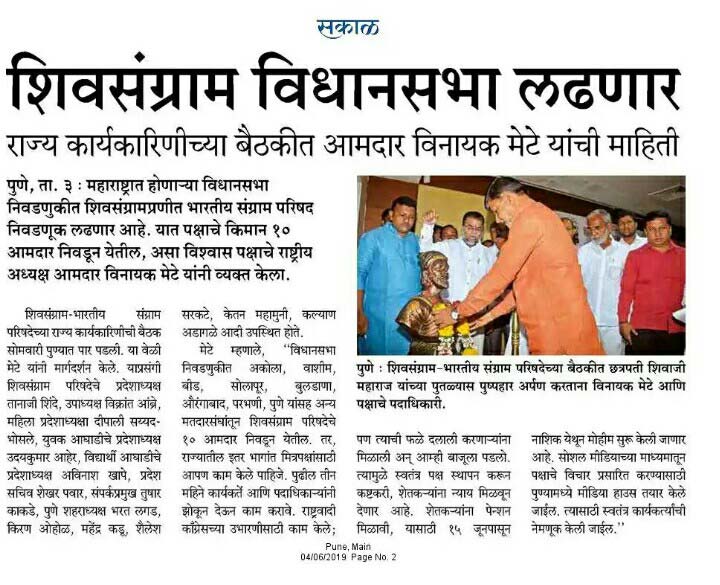 सकाळ
शिवसंग्राम विधानसभा लढणार
राज्य कार्यकारिणीच्या बैठकीत आमदार विनायक मेटे यांची माहिती
पुणे, ता. ३ : महाराष्ट्रात होणाऱ्या विधानसभा
निवडणुकीत शिवसंग्रामप्रणीत भारतीय संग्राम परिषद
निवडणूक लढणार आहे. यात पक्षाचे किमान १०
आमदार निवडून येतील, असा विश्वास पक्षाचे राष्ट्रीय
अध्यक्ष आमदार विनायक मेटे यांनी व्यक्त केला.
शिवसंग्राम-भारतीय संग्राम
परिषदेच्या राज्य कार्यकारिणीची बैठक
सोमवारी पुण्यात पार पडली. या वेळी
मेटे यांनी मार्गदर्शन केले. याप्रसंगी
शिवसंग्राम परिषदेचे प्रदेशाध्यक्ष
तानाजी शिंदे, उपाध्यक्ष विक्रांत आंब्रे,
महिला प्रदेशाध्यक्षा दीपाली सय्यद-
भोसले, युवक आघाडीचे प्रदेशाध्यक्ष
उदयकुमार आहेर, विद्यार्थी आघाडीचे
प्रदेशाध्यक्ष अविनाश खापे, प्रदेश
सचिव शेखर पवार, संपर्कप्रमुख तुषार
काकडे, पुणे शहराध्यक्ष भरत लगड,
किरण ओहोळ, महेंद्र कडू, शैलेश
सरकटे, केतन महामुनी, कल्याण
अडागळे आदी उपस्थित होते.
मेटे म्हणाले, ‘‘विधानसभा
निवडणुकीत अकोला, वाशीम,
बीड, सोलापूर, बुलडाणा,
औरंगाबाद, परभणी, पुणे यांसह अन्य
मतदारसंघांतून शिवसंग्राम परिषदेचे
१० आमदार निवडून येतील. तर,
राज्यातील इतर भागांत मित्रपक्षांसाठी
आपण काम केले पाहिजे. पुढील तीन
महिने कार्यकर्ते आणि पदाधिकाऱ्यांनी
झोकून देऊन काम करावे. राष्ट्रवादी
काँग्रेसच्या उभारणीसाठी काम केले;
पुणे : शिवसंग्राम-भारतीय संग्राम परिषदेच्या बैठकीत छत्रपती शिवाजी
महाराज यांच्या पुतळ्यास पुष्पहार अर्पण करताना विनायक मेटे आणि
पक्षाचे पदाधिकारी.
पण त्याची फळे दलाली करणाऱ्यांना
मिळाली अन् आम्ही बाजूला पडलो.
त्यामुळे स्वतंत्र पक्ष स्थापन करून
कष्टकरी, शेतकऱ्यांना न्याय मिळवून
देणार आहे. शेतकऱ्यांना पेन्शन
मिळावी, यासाठी १५ जूनपासून
नाशिक येथून मोहीम सुरू केली जाणार
आहे. सोशल मीडियाच्या माध्यमातून
पक्षाचे विचार प्रसारित करण्यासाठी
पुण्यामध्ये मीडिया हाउस तयार केले
जाईल. त्यासाठी स्वतंत्र कार्यकर्त्यांची
नेमणूक केली जाईल.’’
Pune, Main
04/06/2019 Page No. 2